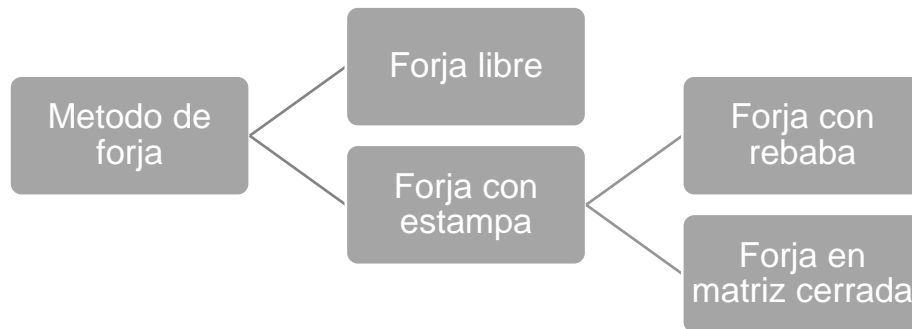 Metodo de
forja
Forja libre
Forja con
estampa
Forja con
rebaba
Forja en
matriz cerrada